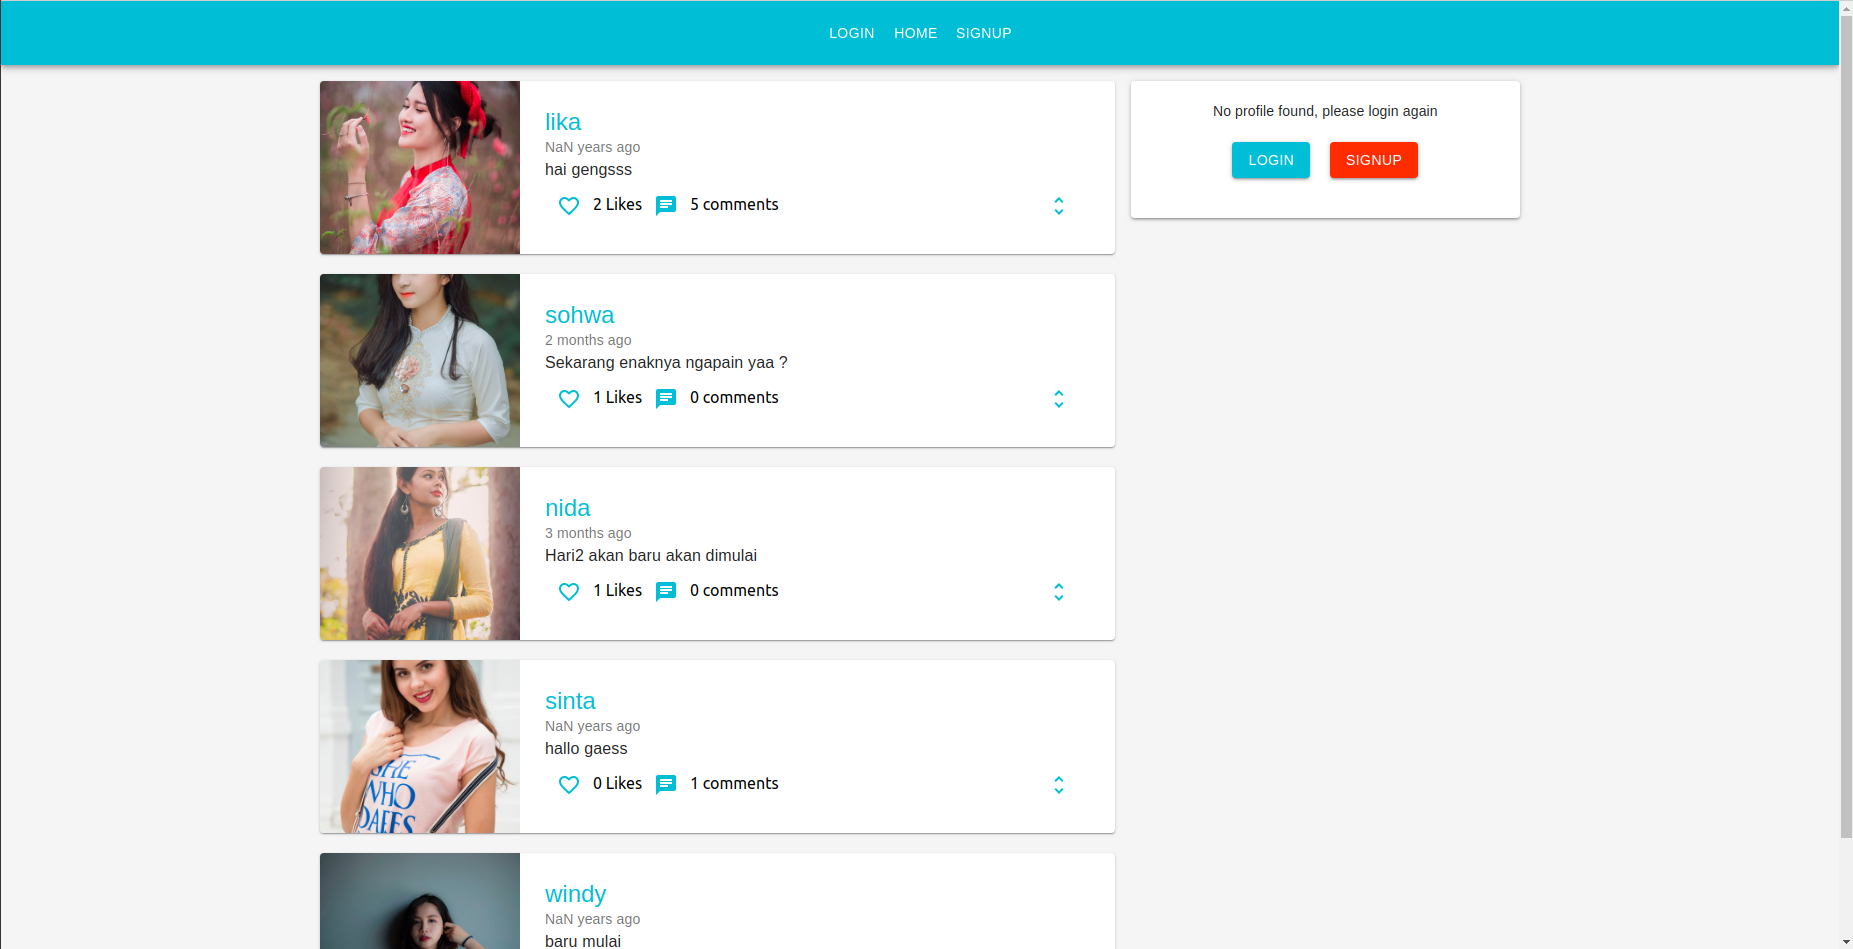 LOGIN HOME SIGNUP
lika
NaN years ago
hai gengsss
2 Likes 5 comments
No profile found, please login again
LOGIN SIGNUP
sohwa
2 months ago
Sekarang enaknya ngapain yaa ?
1 Likes 0 comments
nida
3 months ago
Hari2 akan baru akan dimulai
1 Likes 0 comments
sinta
NaN years ago
hallo gaess
0 Likes 1 comments
SHE
WHO
DARES
windy
NaN years ago
baru mulai